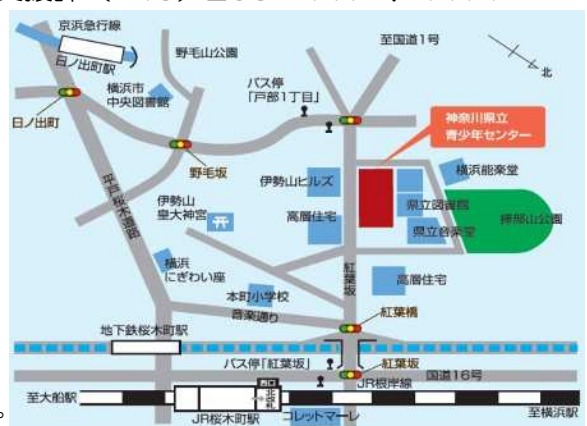 京浜急行線
日ノ出町駅
野毛山公園
至国道1号
北
バス停
「戸部1丁目」
横浜市
中央図書館
神奈川県立
青少年センター
日ノ出町
野毛坂
伊勢山ヒルズ
横浜能楽堂
県立図書館
掃部山公園
平戸桜木道路
伊勢山
皇大神宮
高層住宅
県立音楽堂
横浜
にぎわい座
紅葉坂
高層住宅
本町小学校
音楽通り
紅葉橋
地下鉄桜木町駅
バス停「紅葉坂」
紅葉坂
JR根岸線
国道16号
至大船駅
北改札
至横浜駅
JR桜木町駅
コレットマーレ